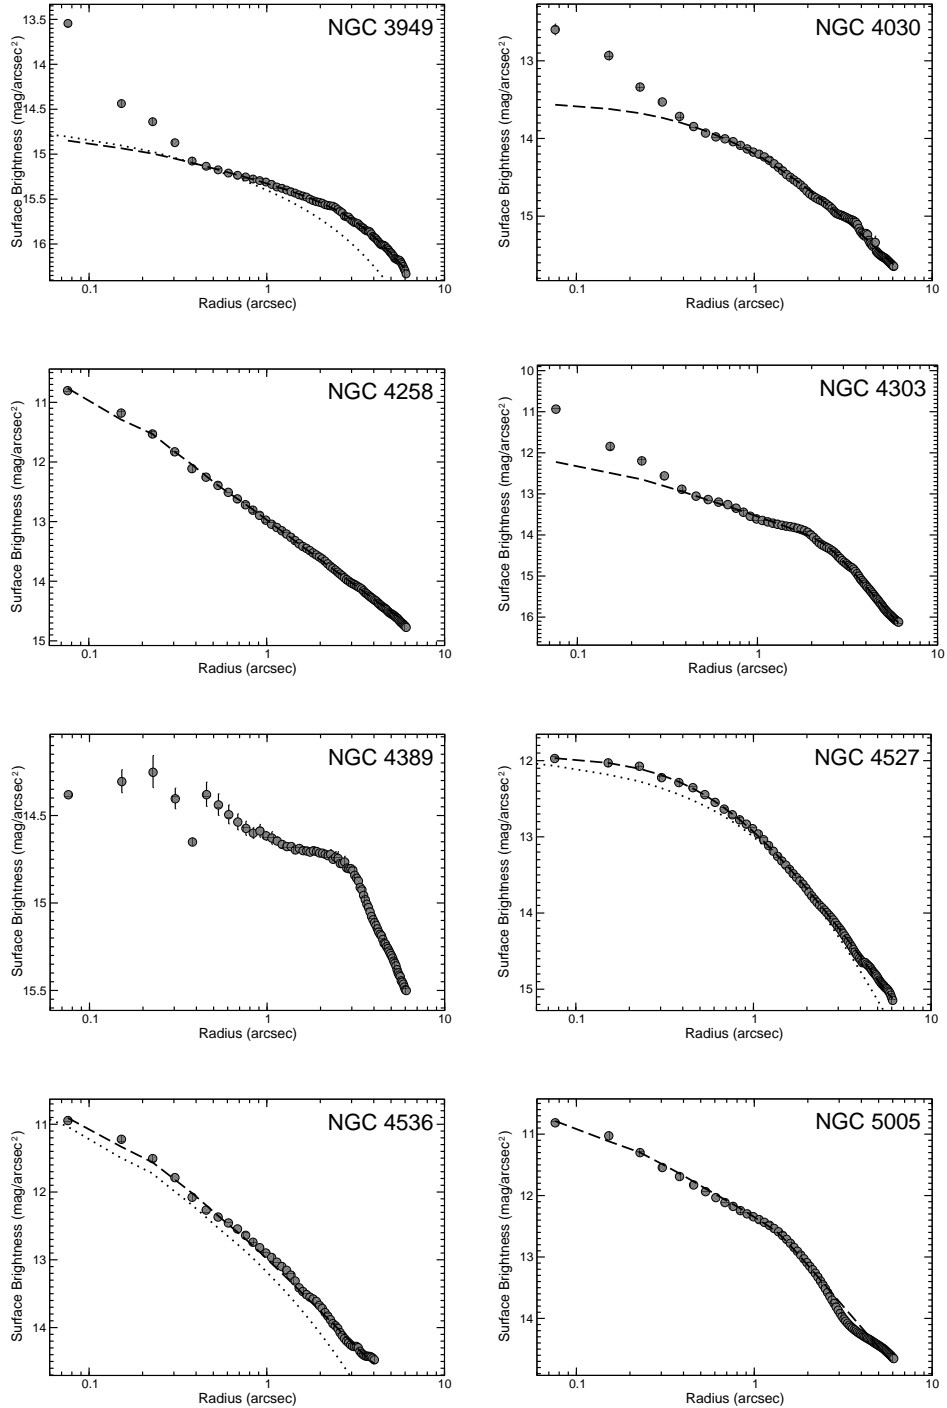 NGC 3949
13.5
14
14.5
15
15.5
16
Surface Brightness (mag/arcsec²)
0.1 1 10
Radius (arcsec)
NGC 4030
13
14
15
Surface Brightness (mag/arcsec²)
0.1 1 10
Radius (arcsec)
NGC 4258
11
12
13
14
15
Surface Brightness (mag/arcsec²)
0.1 1 10
Radius (arcsec)
NGC 4303
10
11
12
13
14
15
16
Surface Brightness (mag/arcsec²)
0.1 1 10
Radius (arcsec)
NGC 4389
14.5
15
15.5
Surface Brightness (mag/arcsec²)
0.1 1 10
Radius (arcsec)
NGC 4527
12
13
14
15
Surface Brightness (mag/arcsec²)
0.1 1 10
Radius (arcsec)
NGC 4536
11
12
13
14
Surface Brightness (mag/arcsec²)
0.1 1 10
Radius (arcsec)
NGC 5005
11
12
13
14
15
Surface Brightness (mag/arcsec²)
0.1 1 10
Radius (arcsec)